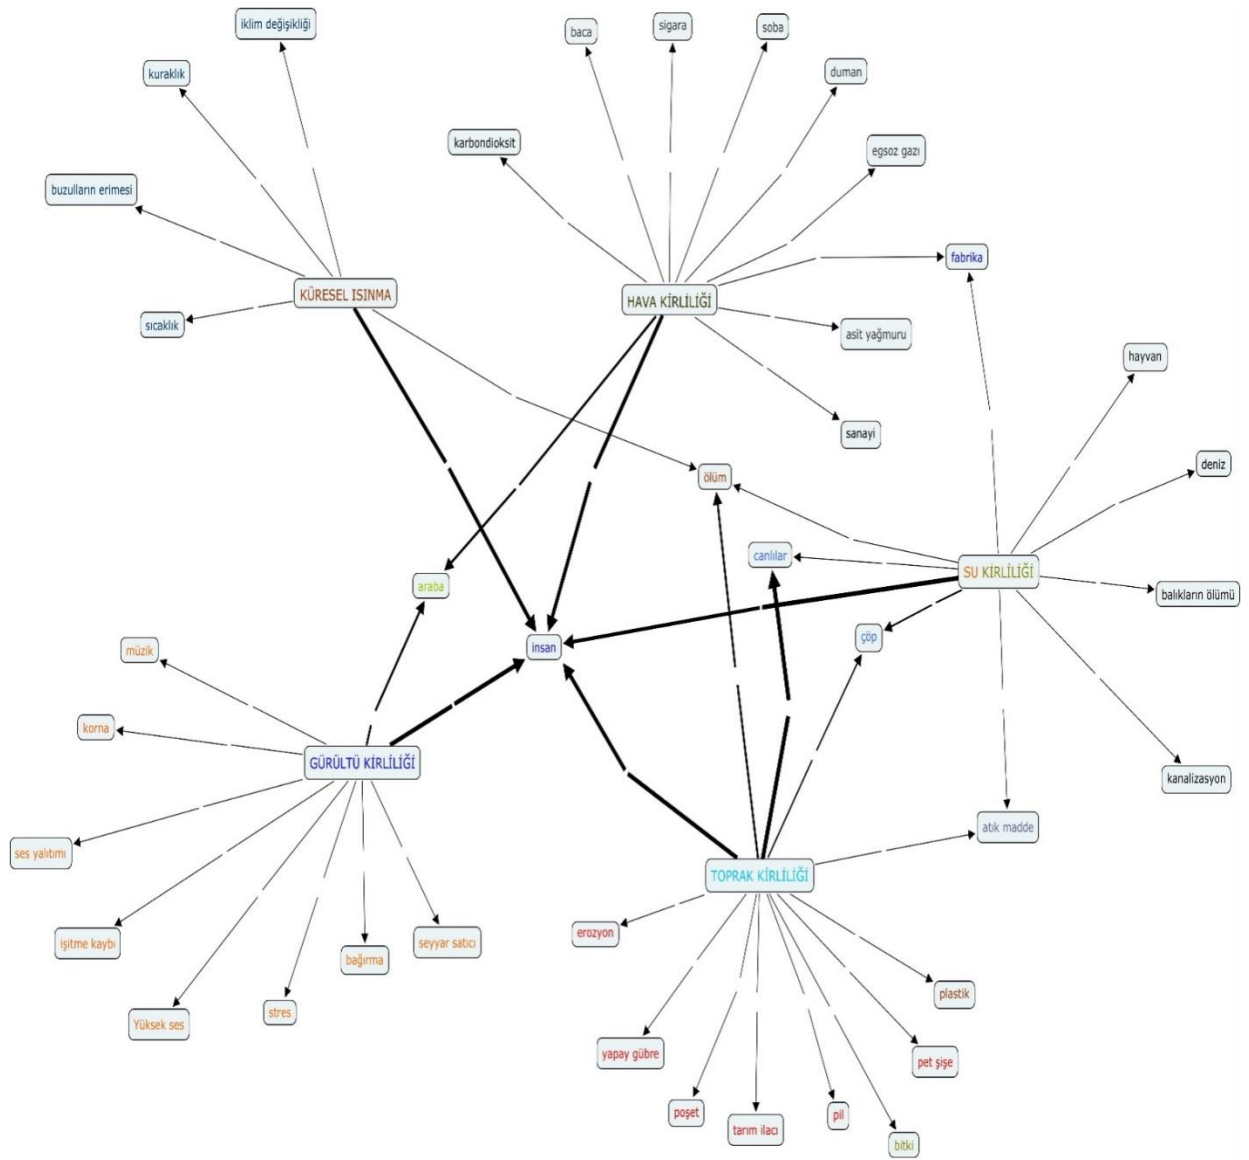 iklim değişikliği
kuraklık
buzulların erimesi
sıcaklık
KÜRESEL ISINMA
baca
sigara
soba
duman
karbondioksit
egsoz gazı
fabrika
HAVA KİRLİLİĞİ
asit yağmuru
sanayi
hayvan
deniz
ölüm
canlılar
SU KİRLİLİĞİ
balıkların ölümü
araba
çöp
insan
müzik
korna
GÜRÜLTÜ KİRLİLİĞİ
kanalizasyon
ses yalıtımı
atık madde
TOPRAK KİRLİLİĞİ
işitme kaybı
bağırma
seyyar satıcı
Yüksek ses
stres
erozyon
plastik
yapay gübre
pet şişe
poşet
tarım ilacı
pil
bitki